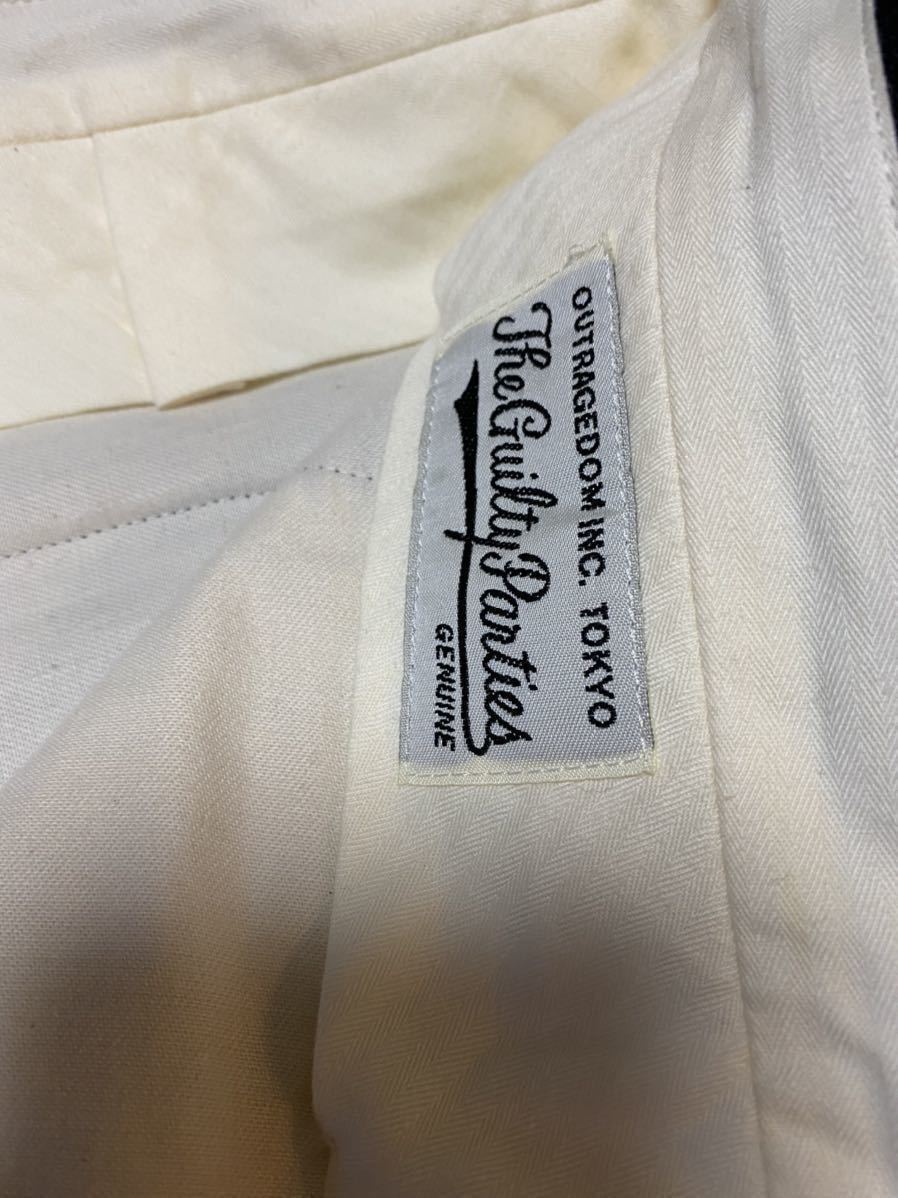 OUTRAGEDOM INC. TOKYO
The Guilty Parties
GENUINE